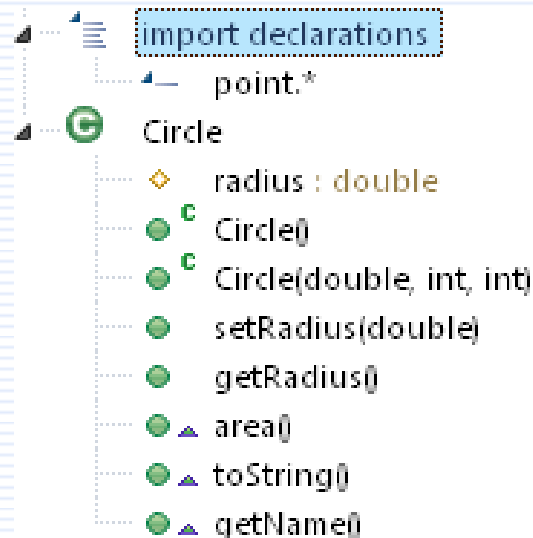 import declarations
point.*
C Circle
radius : double
C Circle()
C Circle(double, int, int)
setRadius(double)
getRadius()
area()
toString()
getName()